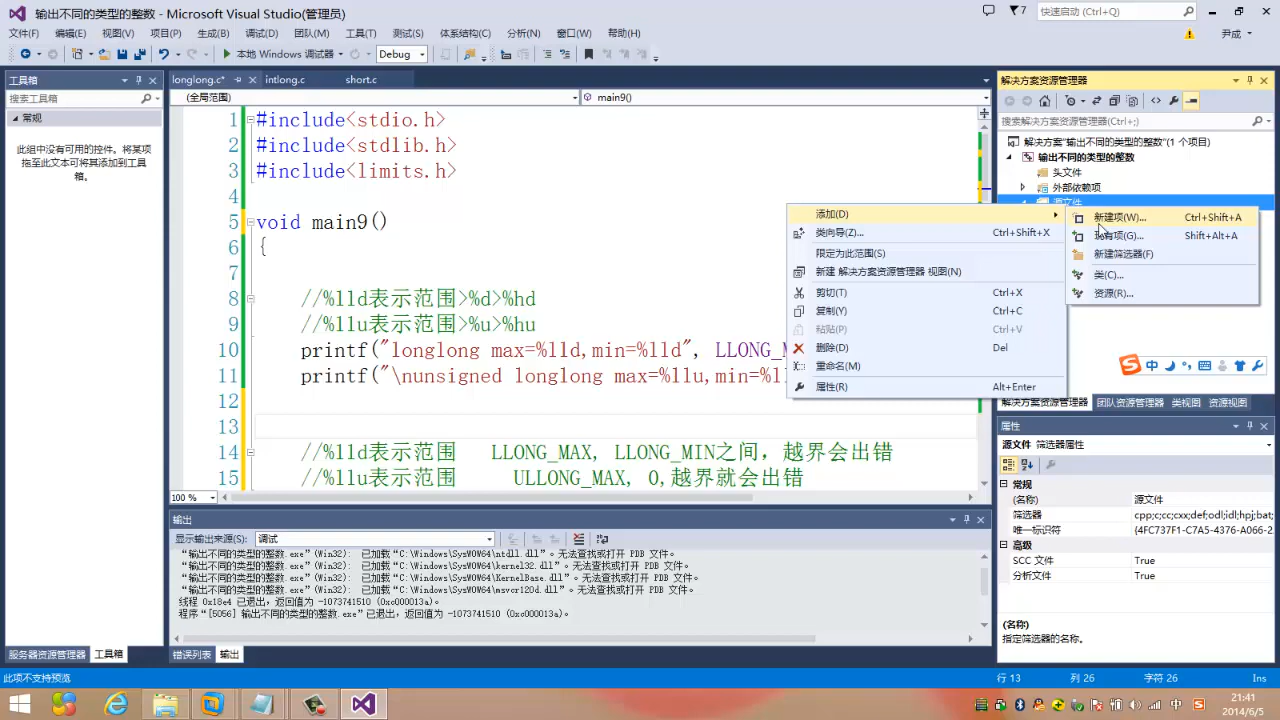 输出不同的类型的整数 - Microsoft Visual Studio(管理员)
7
快速启动 (Ctrl+Q)
文件(F) 编辑(E) 视图(V) 项目(P) 生成(B) 调试(D) 团队(M) 工具(T) 测试(S) 体系结构(C) 分析(N) 窗口(W) 帮助(H)
尹成
本地 Windows 调试器 Debug
工具箱
搜索工具箱
常规
此组中没有可用的控件。将某项
拖至此文本可将其添加到工具
箱。
服务器资源管理器 工具箱
longlong.c* intlong.c short.c
(全局范围) main9()
1 #include<stdio.h>
2 #include<stdlib.h>
3 #include<limits.h>
4
5 void main9()
6 {
7
8 //%lld表示范围>%d>%hd
9 //%llu表示范围>%u>%hu
10 printf("longlong max=%lld,min=%lld", LLONG_M
11 printf("\nunsigned longlong max=%llu,min=%ll
12
13
14 //%lld表示范围 LLONG_MAX, LLONG_MIN之间，越界会出错
15 //%llu表示范围 ULLONG_MAX, 0,越界就会出错
100 %
添加(D)
类向导(Z)... Ctrl+Shift+X
限定为此范围(S)
新建 解决方案资源管理器 视图(N)
剪切(T) Ctrl+X
复制(Y) Ctrl+C
粘贴(P) Ctrl+V
删除(D) Del
重命名(M)
属性(R) Alt+Enter
新建项(W)... Ctrl+Shift+A
有项(G)... Shift+Alt+A
新建筛选器(F)
类(C)...
资源(R)...
输出
显示输出来源(S): 调试
“输出不同的类型的整数.exe”(Win32): 已加载“C:\Windows\SysWOW64\ntdll.dll”。无法查找或打开 PDB 文件。
“输出不同的类型的整数.exe”(Win32): 已加载“C:\Windows\SysWOW64\kernel32.dll”。无法查找或打开 PDB 文件。
“输出不同的类型的整数.exe”(Win32): 已加载“C:\Windows\SysWOW64\KernelBase.dll”。无法查找或打开 PDB 文件。
“输出不同的类型的整数.exe”(Win32): 已加载“C:\Windows\SysWOW64\msvcr120d.dll”。无法查找或打开 PDB 文件。
线程 0x18e4 已退出，返回值为 -1073741510 (0xc000013a)。
程序“[5056] 输出不同的类型的整数.exe”已退出，返回值为 -1073741510 (0xc000013a)。
错误列表 输出
解决方案资源管理器
搜索解决方案资源管理器(Ctrl+;)
解决方案"输出不同的类型的整数"(1 个项目)
输出不同的类型的整数
头文件
外部依赖项
源文件
中
解决方案资源管理器 团队资源管理器 类视图 资源视图
属性
源文件 筛选器属性
常规
(名称) 源文件
筛选器 cpp;c;cc;cxx;def;odl;idl;hpj;bat;
唯一标识符 {4FC737F1-C7A5-4376-A066-2
高级
SCC 文件 True
分析文件 True
(名称)
指定筛选器的名称。
此项不支持预览 行 13 列 26 字符 26 Ins
中
21:41
2014/6/5